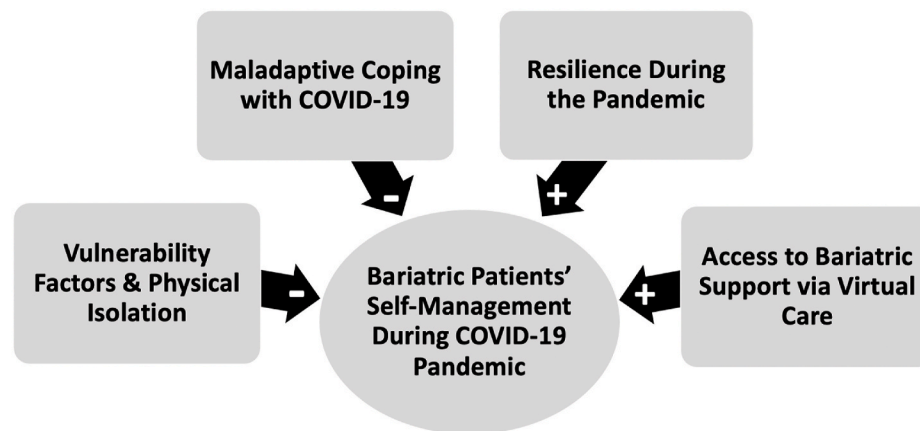 Maladaptive Coping
with COVID-19
Resilience During
the Pandemic
-
+
Vulnerability
Factors & Physical
Isolation
-
Bariatric Patients'
Self-Management
During COVID-19
Pandemic
+
Access to Bariatric
Support via Virtual
Care